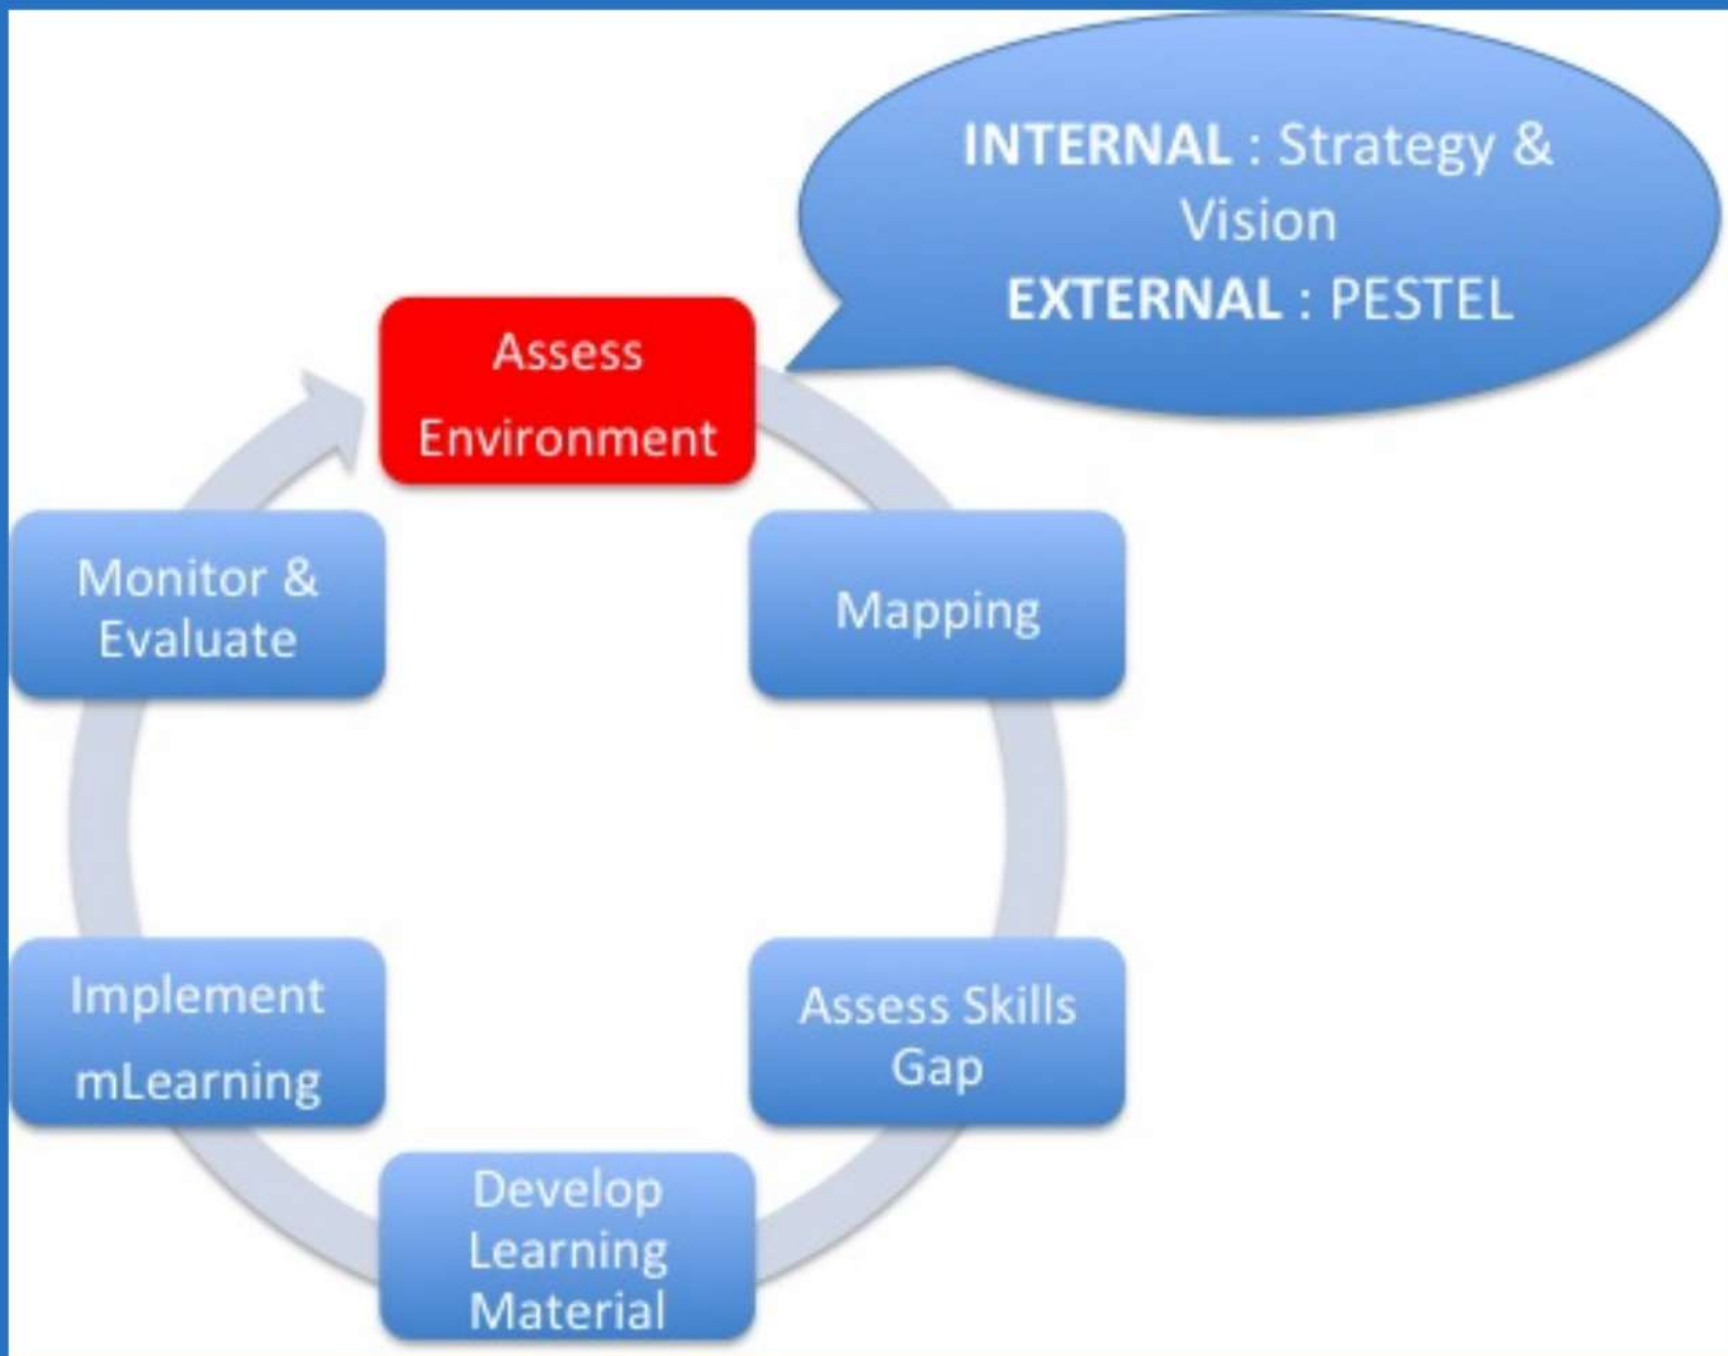 INTERNAL : Strategy &
Vision
EXTERNAL : PESTEL
Assess
Environment
Mapping
Assess Skills
Gap
Develop
Learning
Material
Implement
mLearning
Monitor &
Evaluate